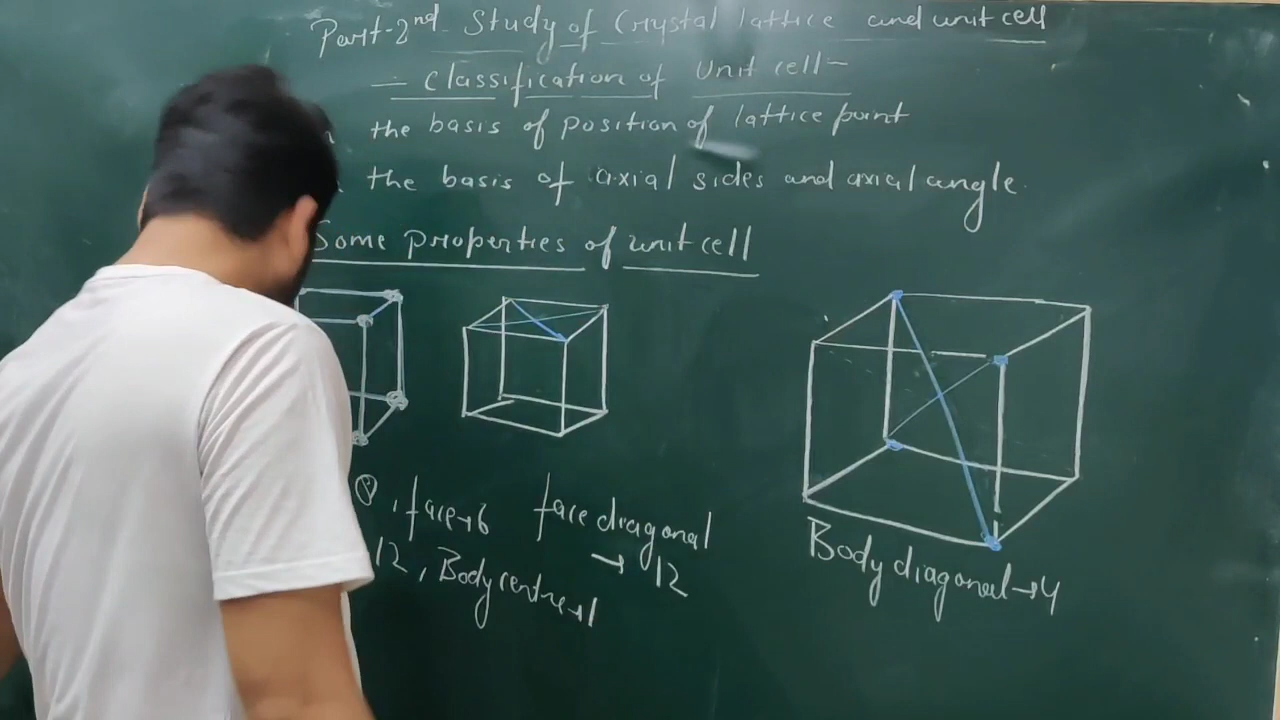 Part-2nd Study of Crystal lattice and unit cell
— Classification of Unit cell-
the basis of position of lattice point
the basis of axial sides and axial angle.
Some properties of unit cell
8, face→6
12, Body centre→1
face diagonal
→ 12
Body diagonal→4